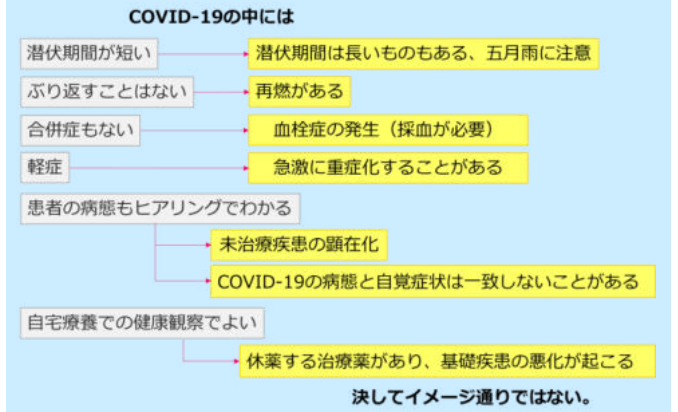 COVID-19の中には
潜伏期間が短い
潜伏期間は長いものもある、五月雨に注意
ぶり返すことはない
再燃がある
合併症もない
血栓症の発生（採血が必要）
軽症
急激に重症化することがある
患者の病態もヒアリングでわかる
未治療疾患の顕在化
COVID-19の病態と自覚症状は一致しないことがある
自宅療養での健康観察でよい
休薬する治療薬があり、基礎疾患の悪化が起こる
決してイメージ通りではない。